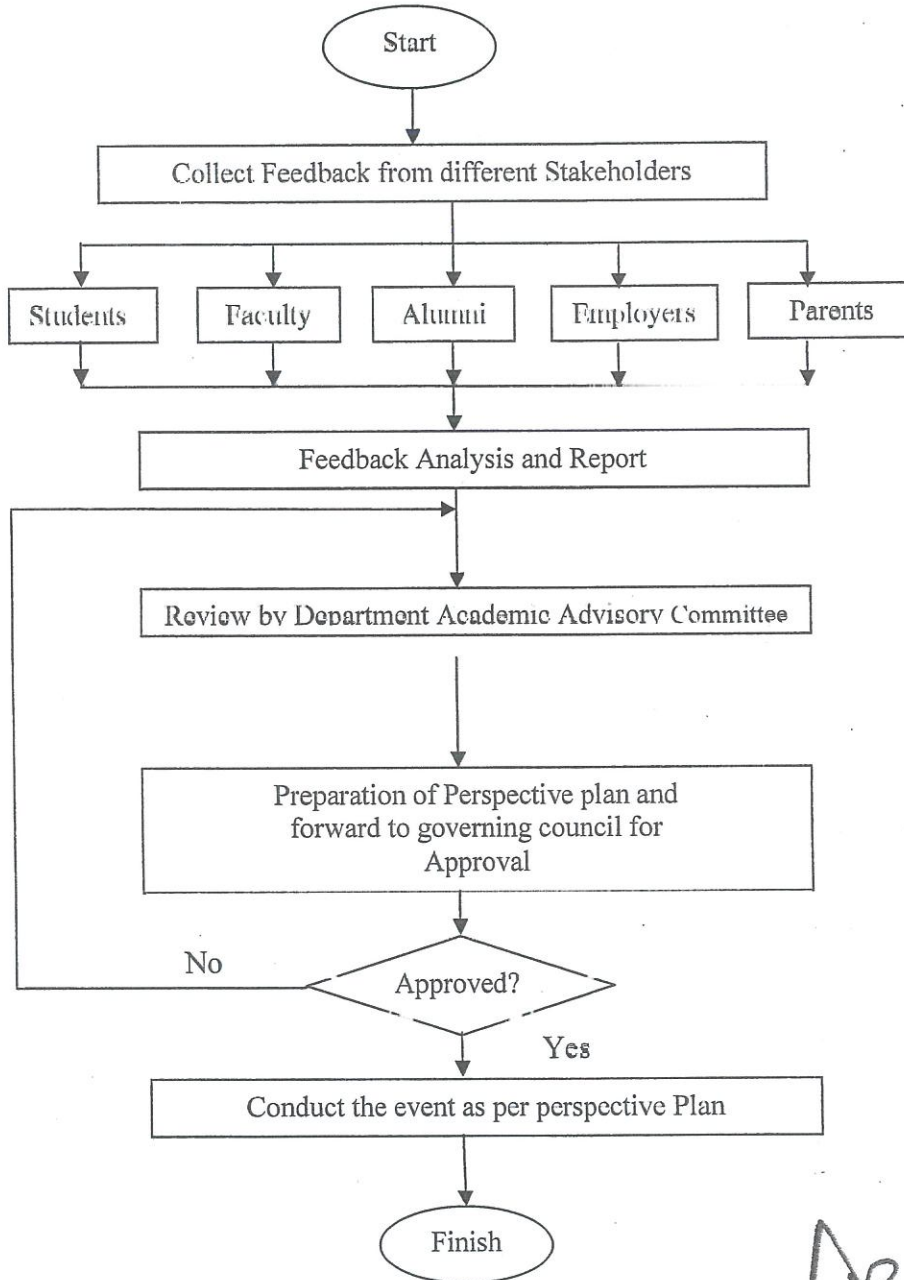 Start
Collect Feedback from different Stakeholders
Students Faculty Alumni Employers Parents
Feedback Analysis and Report
Review by Department Academic Advisory Committee
Preparation of Perspective plan and
forward to governing council for
Approval
No
Approved?
Yes
Conduct the event as per perspective Plan
Finish